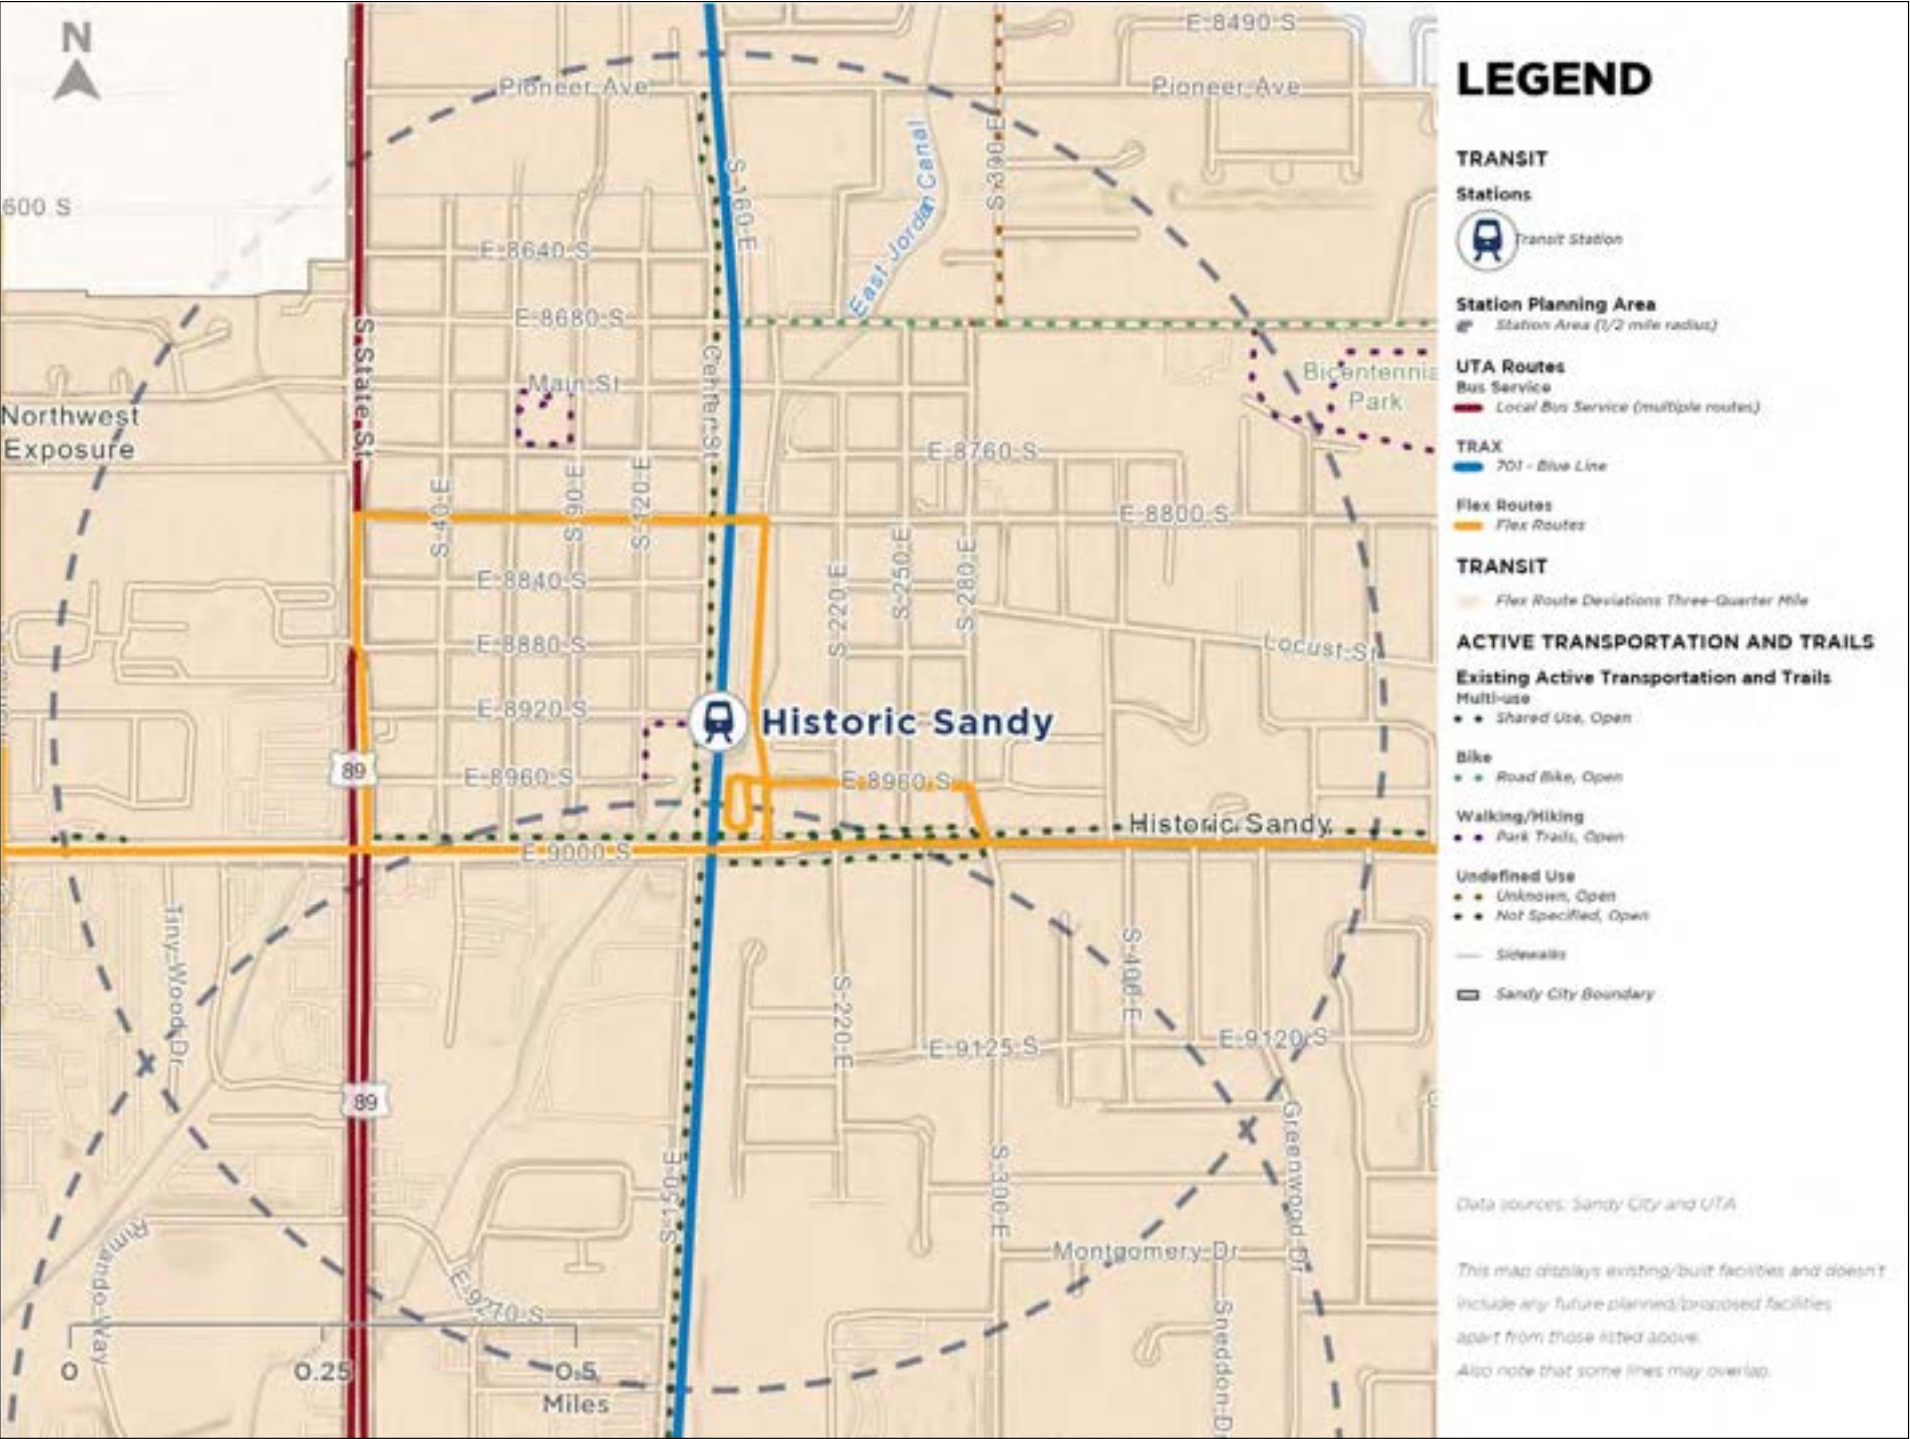 N
E 8490 S
Pioneer Ave
Pioneer Ave
S 300 E
East Jordan Canal
S 160 E
600 S
E 8640 S
E 8680 S
S State St
Center St
Main St
Bicentennia
Park
Northwest
Exposure
E 8760 S
S 40 E
S 90 E
S 120 E
E 8800 S
S 220 E
S 250 E
S 280 E
E 8840 S
E 8880 S
Locust St
E 8920 S
Historic Sandy
89
E 8960 S
E 8960 S
Historic Sandy
E 9000 S
Tiny Wood Dr
S 220 E
S 400 E
E 9125 S
E 9120 S
89
Greenwood Dr
S 150 E
S 300 E
Rimando Way
Montgomery Dr
E 9270 S
Sneddon D
0
0.25
0.5
Miles
LEGEND
TRANSIT
Stations
Transit Station
Station Planning Area
Station Area (1/2 mile radius)
UTA Routes
Bus Service
Local Bus Service (multiple routes)
TRAX
701 - Blue Line
Flex Routes
Flex Routes
TRANSIT
Flex Route Deviations Three-Quarter Mile
ACTIVE TRANSPORTATION AND TRAILS
Existing Active Transportation and Trails
Multi-use
Shared Use, Open
Bike
Road Bike, Open
Walking/Hiking
Park Trails, Open
Undefined Use
Unknown, Open
Not Specified, Open
Sidewalks
Sandy City Boundary
Data sources: Sandy City and UTA
This map displays existing/built facilities and doesn't
include any future planned/proposed facilities
apart from those listed above.
Also note that some lines may overlap.